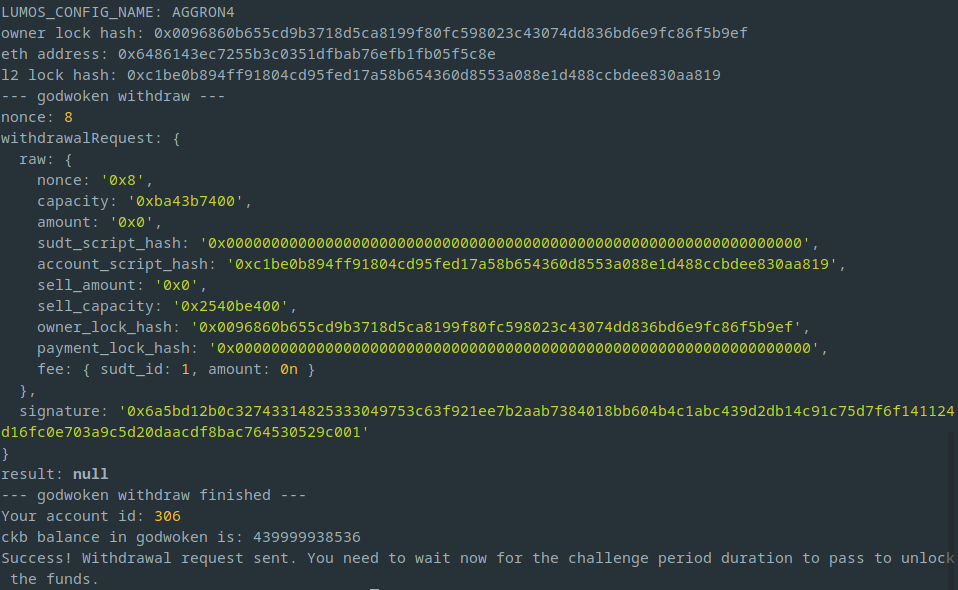 LUMOS_CONFIG_NAME: AGGRON4
owner lock hash: 0x0096860b655cd9b3718d5ca8199f80fc598023c43074dd836bd6e9fc86f5b9ef
eth address: 0x6486143ec7255b3c0351dfbab76efb1fb05f5c8e
l2 lock hash: 0xc1be0b894ff91804cd95fed17a58b654360d8553a088e1d488ccbdee830aa819
--- godwoken withdraw ---
nonce: 8
withdrawalRequest: {
  raw: {
    nonce: '0x8',
    capacity: '0xba43b7400',
    amount: '0x0',
    sudt_script_hash: '0x0000000000000000000000000000000000000000000000000000000000000000',
    account_script_hash: '0xc1be0b894ff91804cd95fed17a58b654360d8553a088e1d488ccbdee830aa819',
    sell_amount: '0x0',
    sell_capacity: '0x2540be400',
    owner_lock_hash: '0x0096860b655cd9b3718d5ca8199f80fc598023c43074dd836bd6e9fc86f5b9ef',
    payment_lock_hash: '0x0000000000000000000000000000000000000000000000000000000000000000',
    fee: { sudt_id: 1, amount: 0n }
  },
  signature: '0x6a5bd12b0c32743314825333049753c63f921ee7b2aab7384018bb604b4c1abc439d2db14c91c75d7f6f141124
d16fc0e703a9c5d20daacdf8bac764530529c001'
}
result: null
--- godwoken withdraw finished ---
Your account id: 306
ckb balance in godwoken is: 439999938536
Success! Withdrawal request sent. You need to wait now for the challenge period duration to pass to unlock
 the funds.